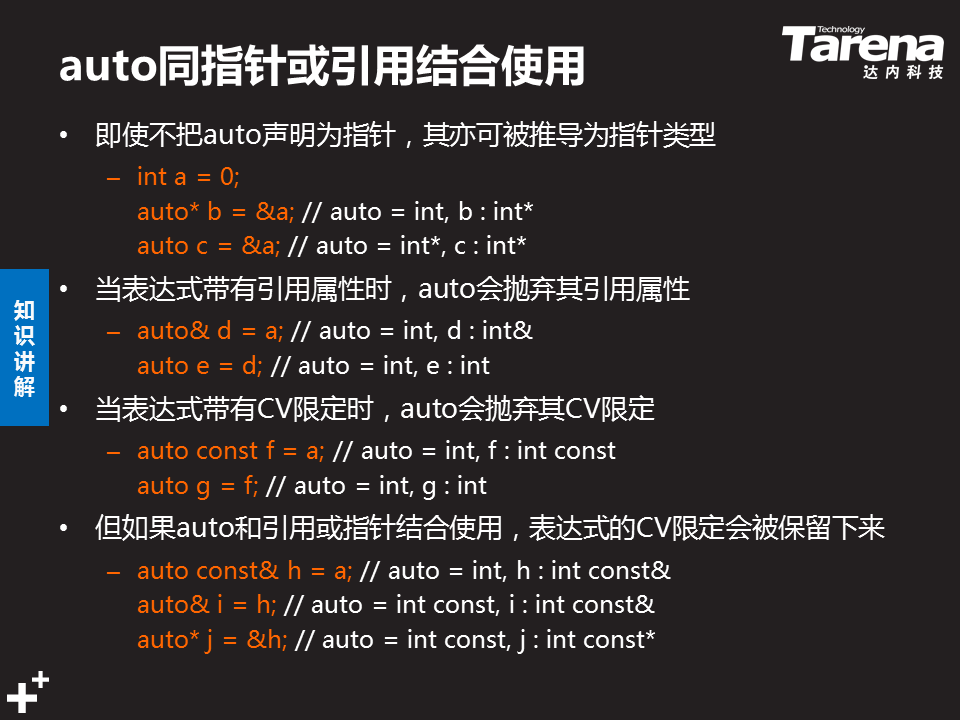 auto同指针或引用结合使用
Technology
Tarena
达内科技
• 即使不把auto声明为指针，其亦可被推导为指针类型
– int a = 0;
auto* b = &a; // auto = int, b : int*
auto c = &a; // auto = int*, c : int*
• 当表达式带有引用属性时，auto会抛弃其引用属性
– auto& d = a; // auto = int, d : int&
auto e = d; // auto = int, e : int
• 当表达式带有CV限定时，auto会抛弃其CV限定
– auto const f = a; // auto = int, f : int const
auto g = f; // auto = int, g : int
• 但如果auto和引用或指针结合使用，表达式的CV限定会被保留下来
– auto const& h = a; // auto = int, h : int const&
auto& i = h; // auto = int const, i : int const&
auto* j = &h; // auto = int const, j : int const*
知识讲解